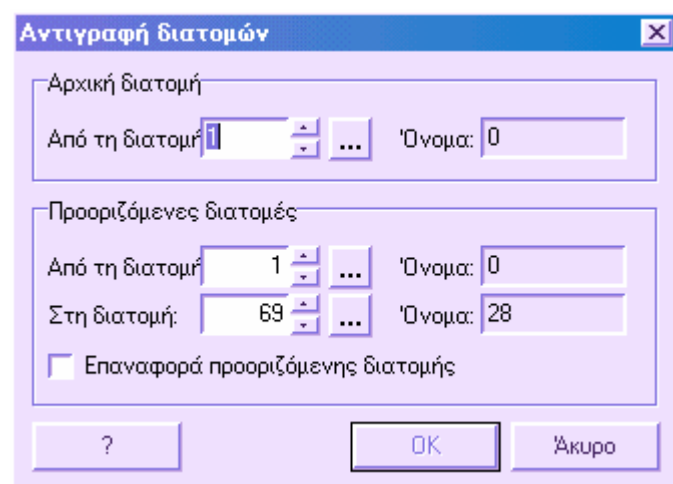 Αντιγραφή διατομών
Αρχική διατομή
Από τη διατομή 1 ... Όνομα: 0
Προοριζόμενες διατομές
Από τη διατομή 1 ... Όνομα: 0
Στη διατομή: 69 ... Όνομα: 28
Επαναφορά προοριζόμενης διατομής
? OK Άκυρο